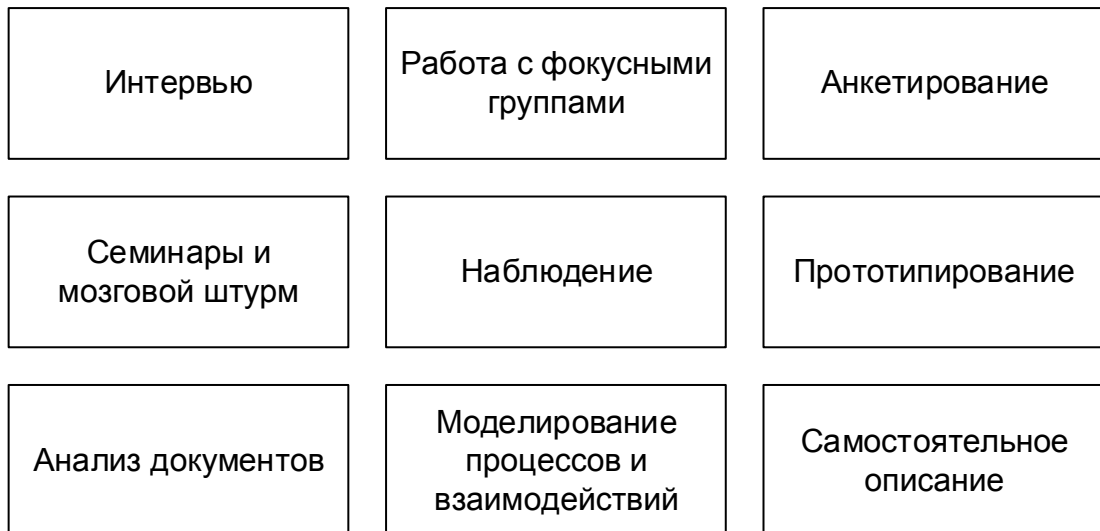 Интервью
Работа с фокусными
группами
Анкетирование
Семинары и
мозговой штурм
Наблюдение
Прототипирование
Анализ документов
Моделирование
процессов и
взаимодействий
Самостоятельное
описание